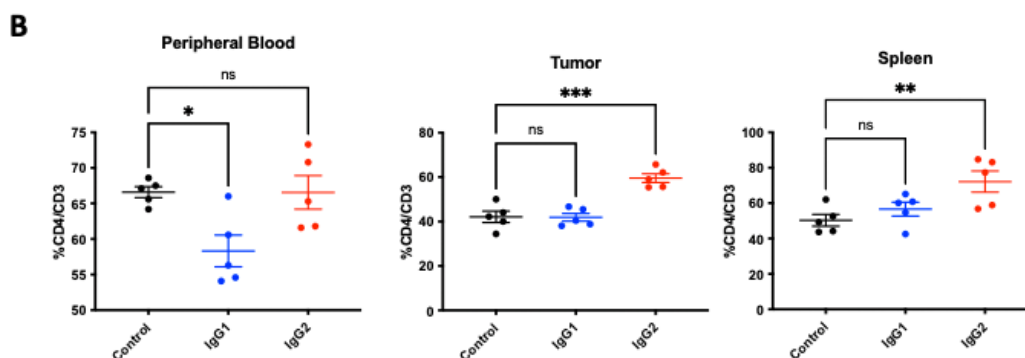 B
Peripheral Blood
ns
*
%CD4/CD3
75
70
65
60
55
50
Control
IgG1
IgG2
Tumor
***
ns
%CD4/CD3
80
60
40
20
0
Control
IgG1
IgG2
Spleen
**
ns
%CD4/CD3
100
80
60
40
20
0
Control
IgG1
IgG2